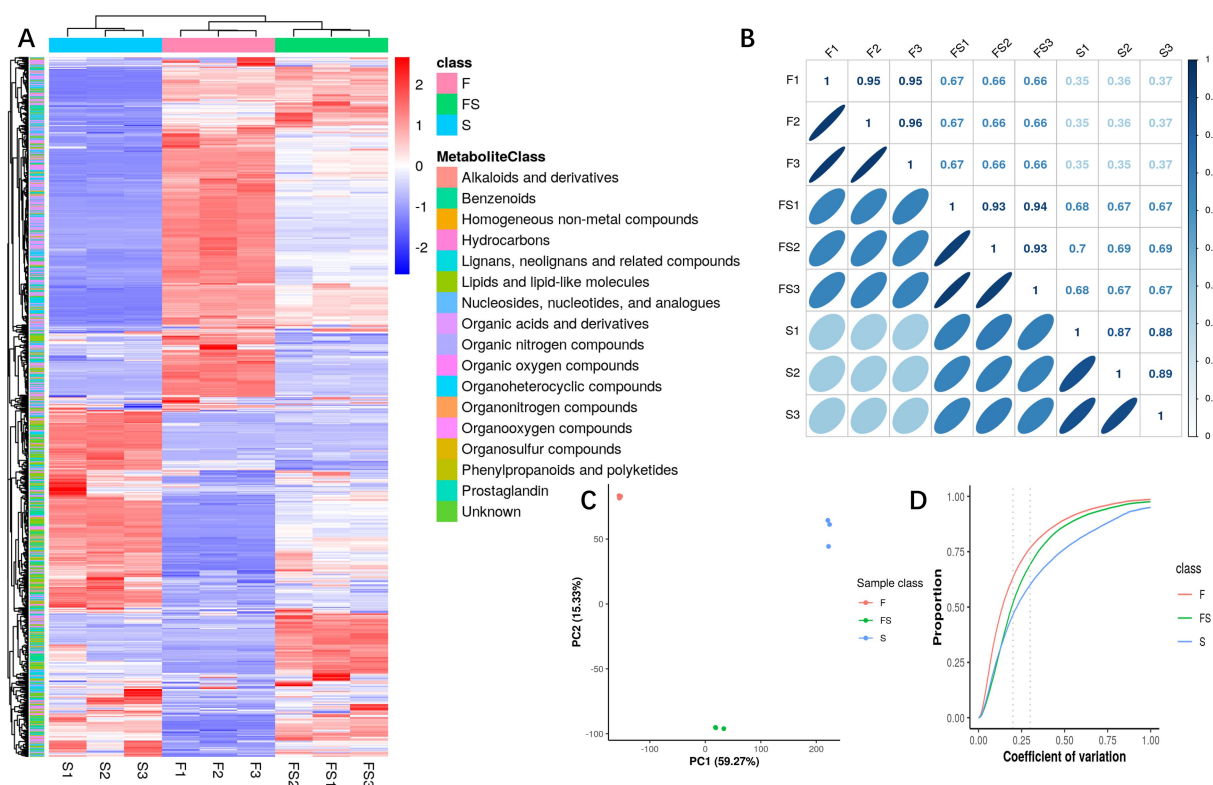 A
class
F
FS
S
2
1
0
-1
-2
MetaboliteClass
Alkaloids and derivatives
Benzenoids
Homogeneous non-metal compounds
Hydrocarbons
Lignans, neolignans and related compounds
Lipids and lipid-like molecules
Nucleosides, nucleotides, and analogues
Organic acids and derivatives
Organic nitrogen compounds
Organic oxygen compounds
Organoheterocyclic compounds
Organonitrogen compounds
Organooxygen compounds
Organosulfur compounds
Phenylpropanoids and polyketides
Prostaglandin
Unknown
S1 S2 S3 F1 F2 F3 FS2 FS1 FS3
B
F1 F2 F3 FS1 FS2 FS3 S1 S2 S3
F1 1 0.95 0.95 0.67 0.66 0.66 0.35 0.36 0.37
F2 1 0.96 0.67 0.66 0.66 0.35 0.36 0.37
F3 1 0.67 0.66 0.66 0.35 0.35 0.37
FS1 1 0.93 0.94 0.68 0.67 0.67
FS2 1 0.93 0.7 0.69 0.69
FS3 1 0.68 0.67 0.67
S1 1 0.87 0.88
S2 1 0.89
S3 1
1
C
50
0
-50
-100
PC2 (15.33%)
-100 0 100 200
PC1 (59.27%)
Sample class
F
FS
S
D
1.00
0.75
0.50
0.25
0.00
Proportion
0.00 0.25 0.50 0.75 1.00
Coefficient of variation
class
F
FS
S